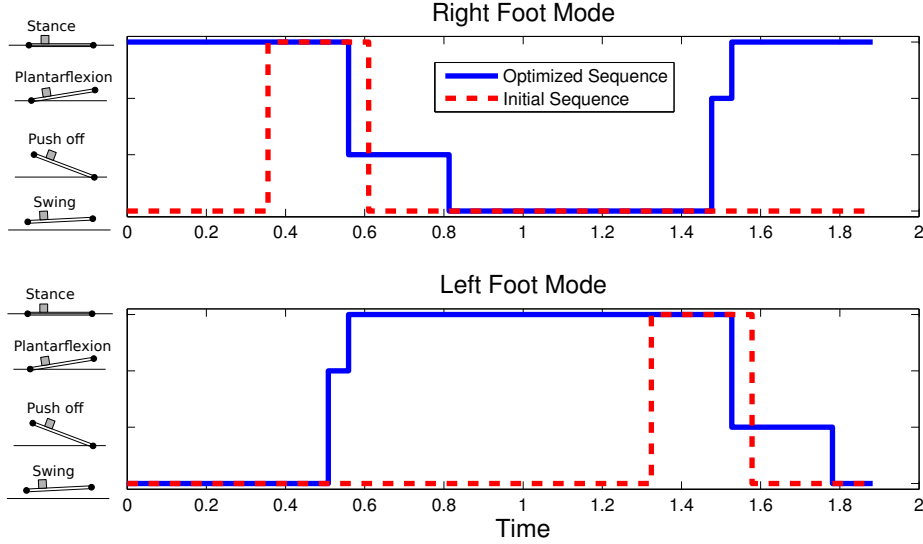 Right Foot Mode
Stance
Plantarflexion
Push off
Swing
Optimized Sequence
Initial Sequence
0 0.2 0.4 0.6 0.8 1 1.2 1.4 1.6 1.8 2
Left Foot Mode
Stance
Plantarflexion
Push off
Swing
0 0.2 0.4 0.6 0.8 1 1.2 1.4 1.6 1.8 2
Time